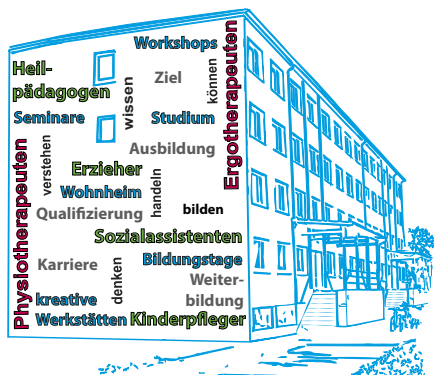 Workshops
Heil-
pädagogen
Ziel
können
wissen
Ergotherapeuten
Seminare
Studium
Ausbildung
verstehen
Erzieher
Wohnheim
handeln
Qualifizierung
bilden
Physiotherapeuten
Sozialassistenten
Karriere
denken
Bildungstage
Weiter-
bildung
kreative
Werkstätten
Kinderpfleger